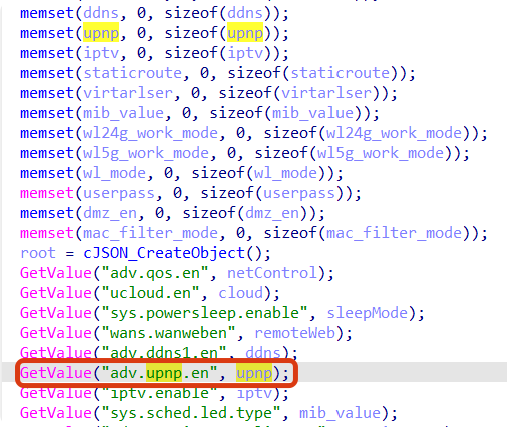 memset(ddns, 0, sizeof(ddns));
memset(upnp, 0, sizeof(upnp));
memset(iptv, 0, sizeof(iptv));
memset(staticroute, 0, sizeof(staticroute));
memset(virtarlser, 0, sizeof(virtarlser));
memset(mib_value, 0, sizeof(mib_value));
memset(wl24g_work_mode, 0, sizeof(wl24g_work_mode));
memset(wl5g_work_mode, 0, sizeof(wl5g_work_mode));
memset(wl_mode, 0, sizeof(wl_mode));
memset(userpass, 0, sizeof(userpass));
memset(dmz_en, 0, sizeof(dmz_en));
memset(mac_filter_mode, 0, sizeof(mac_filter_mode));
root = cJSON_CreateObject();
GetValue("adv.qos.en", netControl);
GetValue("ucloud.en", cloud);
GetValue("sys.powersleep.enable", sleepMode);
GetValue("wans.wanweben", remoteWeb);
GetValue("adv.ddns1.en", ddns);
GetValue("adv.upnp.en", upnp);
GetValue("iptv.enable", iptv);
GetValue("sys.sched.led.type", mib_value);